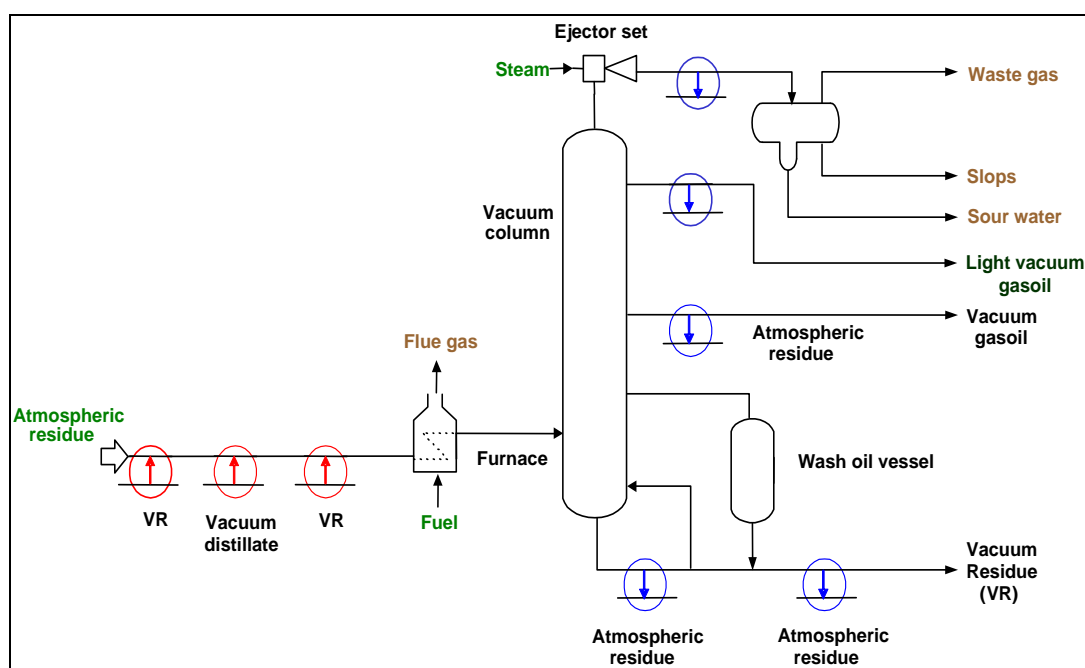 Ejector set
Steam
Waste gas
Slops
Sour water
Vacuum
column
Light vacuum
gasoil
Vacuum
gasoil
Atmospheric
residue
Flue gas
Atmospheric
residue
Furnace
Wash oil vessel
VR
Vacuum
distillate
VR
Fuel
Vacuum
Residue
(VR)
Atmospheric
residue
Atmospheric
residue